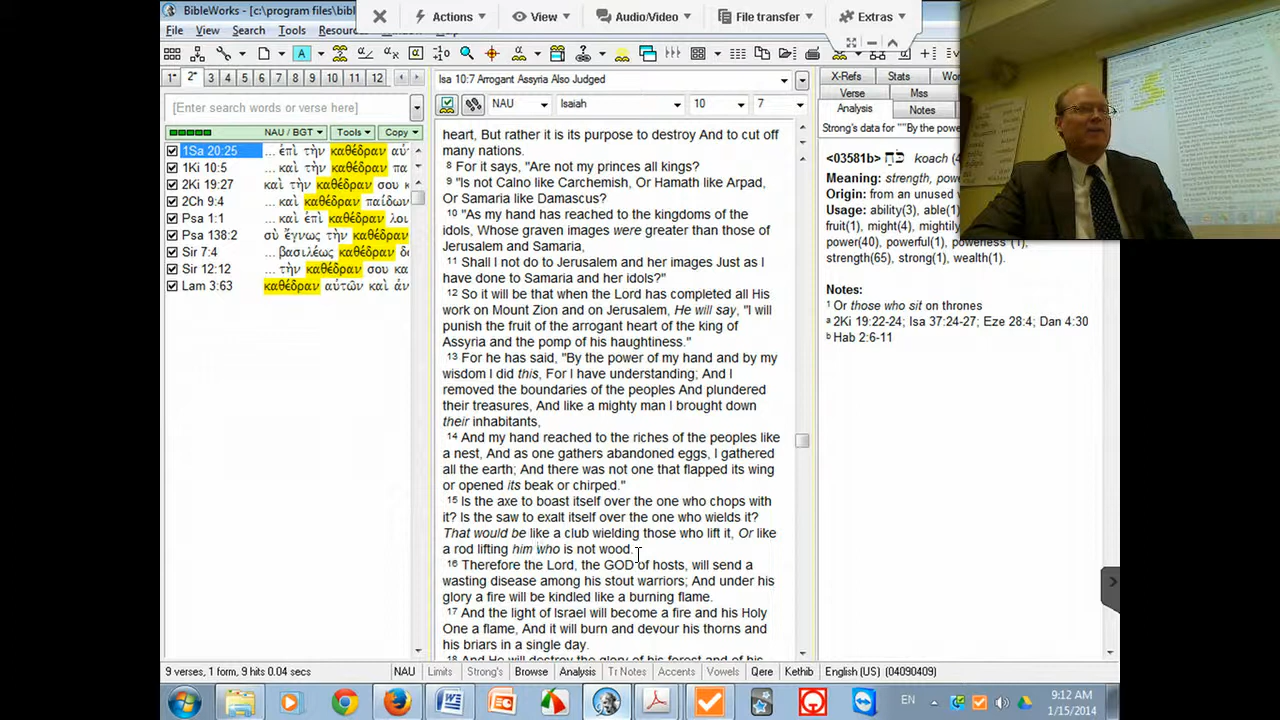 BibleWorks - [c:\program files\bibl
Actions
View
Audio/Video
File transfer
Extras
File View Search Tools
1* 2* 3 4 5 6 7 8 9 10 11 12
[Enter search words or verse here]
NAU / BGT Tools Copy
1Sa 20:25 ... ἐπὶ τὴν καθέδραν
1Ki 10:5 ... καὶ τὴν καθέδραν
2Ki 19:27 καὶ τὴν καθέδραν σου
2Ch 9:4 ... καὶ καθέδραν
Psa 1:1 ... καὶ ἐπὶ καθέδραν
Psa 138:2 σὺ ἔγνως τὴν καθέδραν
Sir 7:4 ... βασιλέως καθέδραν
Sir 12:12 ... τὴν καθέδραν σου
Lam 3:63 καθέδραν αὐτῶν καὶ
9 verses, 1 form, 9 hits 0.04 secs
Isa 10:7 Arrogant Assyria Also Judged
NAU Isaiah 10 7
heart, But rather it is its purpose to destroy And to cut off
many nations.
8 For it says, "Are not my princes all kings?
9 "Is not Calno like Carchemish, Or Hamath like Arpad,
Or Samaria like Damascus?
10 "As my hand has reached to the kingdoms of the
idols, Whose graven images were greater than those of
Jerusalem and Samaria,
11 Shall I not do to Jerusalem and her images Just as I
have done to Samaria and her idols?"
12 So it will be that when the Lord has completed all His
work on Mount Zion and on Jerusalem, He will say, "I will
punish the fruit of the arrogant heart of the king of
Assyria and the pomp of his haughtiness."
13 For he has said, "By the power of my hand and by my
wisdom I did this, For I have understanding; And I
removed the boundaries of the peoples And plundered
their treasures, And like a mighty man I brought down
their inhabitants,
14 And my hand reached to the riches of the peoples like
a nest, And as one gathers abandoned eggs, I gathered
all the earth; And there was not one that flapped its wing
or opened its beak or chirped."
15 Is the axe to boast itself over the one who chops with
it? Is the saw to exalt itself over the one who wields it?
That would be like a club wielding those who lift it, Or like
a rod lifting him who is not wood.
16 Therefore the Lord, the GOD of hosts, will send a
wasting disease among his stout warriors; And under his
glory a fire will be kindled like a burning flame.
17 And the light of Israel will become a fire and his Holy
One a flame, And it will burn and devour his thorns and
his briars in a single day.
NAU Limits Strong's Browse Analysis Tr Notes Accents Vowels Qere Kethib English (US) (04090409)
X-Refs Stats
Verse Mss
Analysis Notes
Strong's data for ""By the powe
<03581b> כֹּחַ koach
Meaning: strength,
Origin: from an unused
Usage: ability(3),
fruit(1), might(4),
power(40), powerful(1),
strength(65), strong(1), wealth(1).
Notes:
1 Or those who sit on thrones
a 2Ki 19:22-24; Isa 37:24-27; Eze 28:4; Dan 4:30
b Hab 2:6-11
EN
9:12 AM
1/15/2014